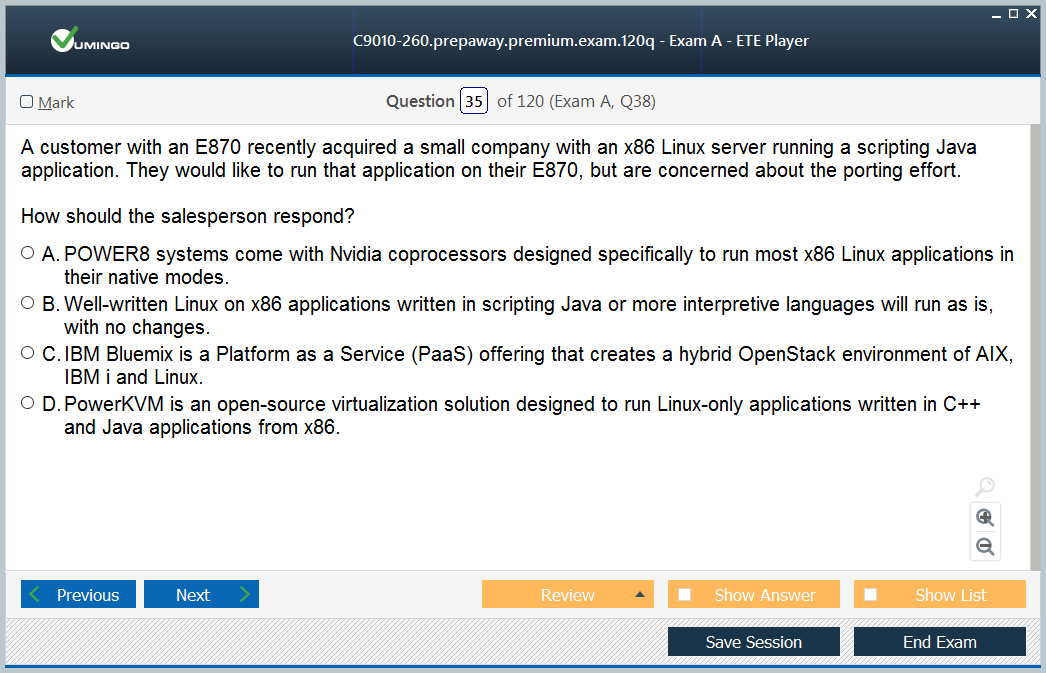 VUMINGO
C9010-260.prepaway.premium.exam.120q - Exam A - ETE Player
Mark
Question 35 of 120 (Exam A, Q38)
A customer with an E870 recently acquired a small company with an x86 Linux server running a scripting Java
application. They would like to run that application on their E870, but are concerned about the porting effort.
How should the salesperson respond?
A. POWER8 systems come with Nvidia coprocessors designed specifically to run most x86 Linux applications in
their native modes.
B. Well-written Linux on x86 applications written in scripting Java or more interpretive languages will run as is,
with no changes.
C. IBM Bluemix is a Platform as a Service (PaaS) offering that creates a hybrid OpenStack environment of AIX,
IBM i and Linux.
D. PowerKVM is an open-source virtualization solution designed to run Linux-only applications written in C++
and Java applications from x86.
Previous
Next
Review
Show Answer
Show List
Save Session
End Exam